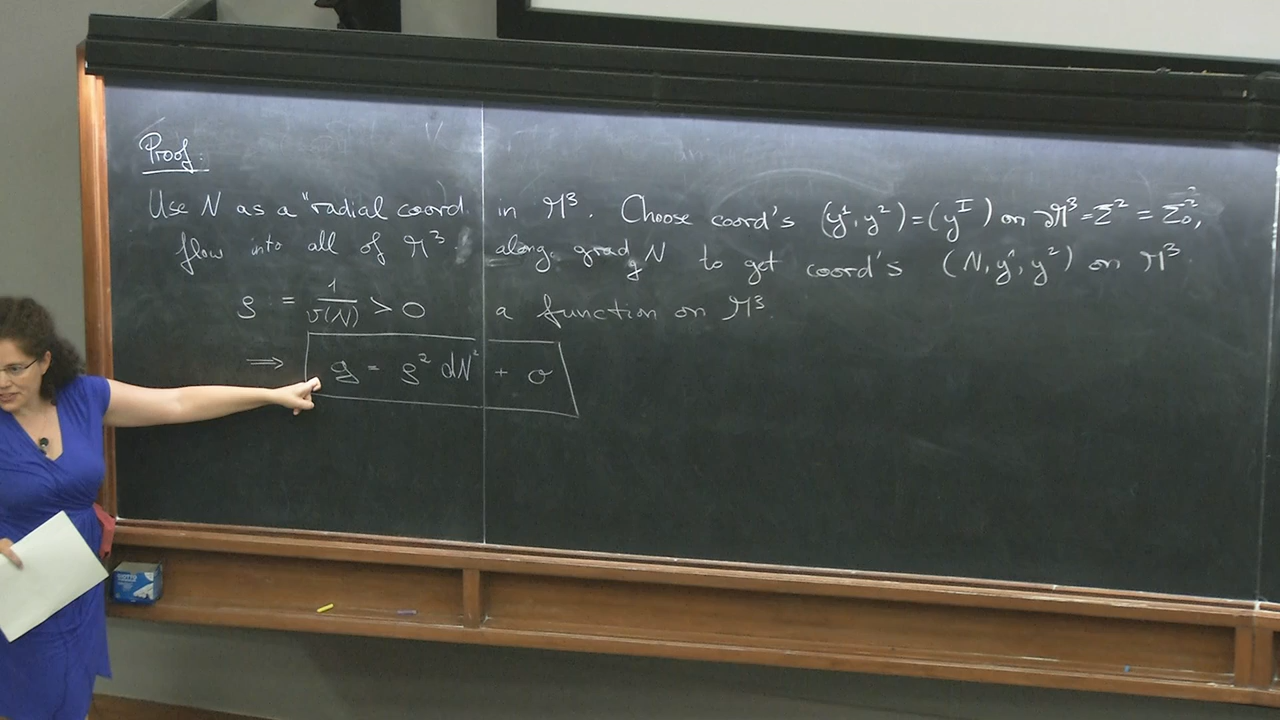 Proof:
Use N as a "radial coord in M³. Choose coord's (y¹, y²) = (y^I) on ∂M³ = Σ² = Σ₀²,
flow into all of M³ along grad_g N to get coord's (N, y¹, y²) on M³
ρ = 1/ν(N) > 0 a function on M³.
⟹ g = ρ² dN² + σ